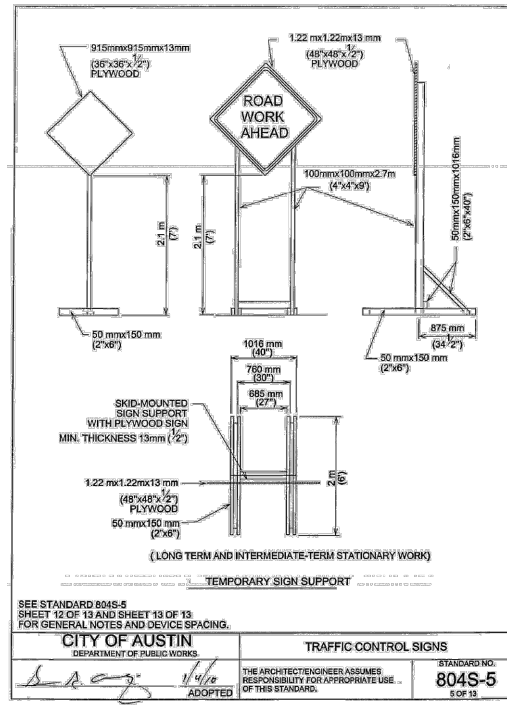 915mmx915mmx13mm
(36"x36"x1/2")
PLYWOOD
1.22 mx1.22mx13 mm
(48"x48"x1/2")
PLYWOOD
ROAD
WORK
AHEAD
100mmx100mmx2.7m
(4"x4"x9')
50mmx150mmx1016mm
(2"x6"x40")
2.1 m
(7')
2.1 m
(7')
50 mmx150 mm
(2"x6")
875 mm
(34 1/2")
50 mmx150 mm
(2"x6")
1016 mm
(40")
760 mm
(30")
685 mm
(27")
SKID-MOUNTED
SIGN SUPPORT
WITH PLYWOOD SIGN
MIN. THICKNESS 13mm (1/2")
2 m
(6')
1.22 mx1.22mx13 mm
(48"x48"x1/2")
PLYWOOD
50 mmx150 mm
(2"x6")
( LONG TERM AND INTERMEDIATE-TERM STATIONARY WORK)
TEMPORARY SIGN SUPPORT
SEE STANDARD 804S-5
SHEET 12 OF 13 AND SHEET 13 OF 13
FOR GENERAL NOTES AND DEVICE SPACING.
CITY OF AUSTIN
DEPARTMENT OF PUBLIC WORKS
TRAFFIC CONTROL SIGNS
1/4/10
ADOPTED
THE ARCHITECT/ENGINEER ASSUMES
RESPONSIBILITY FOR APPROPRIATE USE
OF THIS STANDARD.
STANDARD NO.
804S-5
5 OF 13